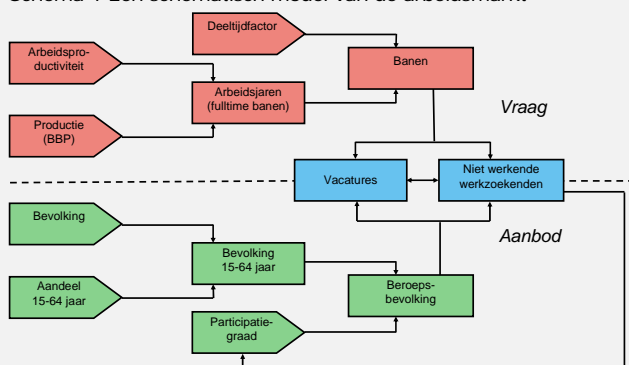 Schema 1 Een schematisch model van de arbeidsmarkt
Deeltijdfactor
Arbeidspro-
ductiviteit
Banen
Arbeidsjaren
(fulltime banen)
Vraag
Productie
(BBP)
Vacatures
Niet werkende
werkzoekenden
Bevolking
Aanbod
Bevolking
15-64 jaar
Aandeel
15-64 jaar
Beroeps-
bevolking
Participatie-
graad